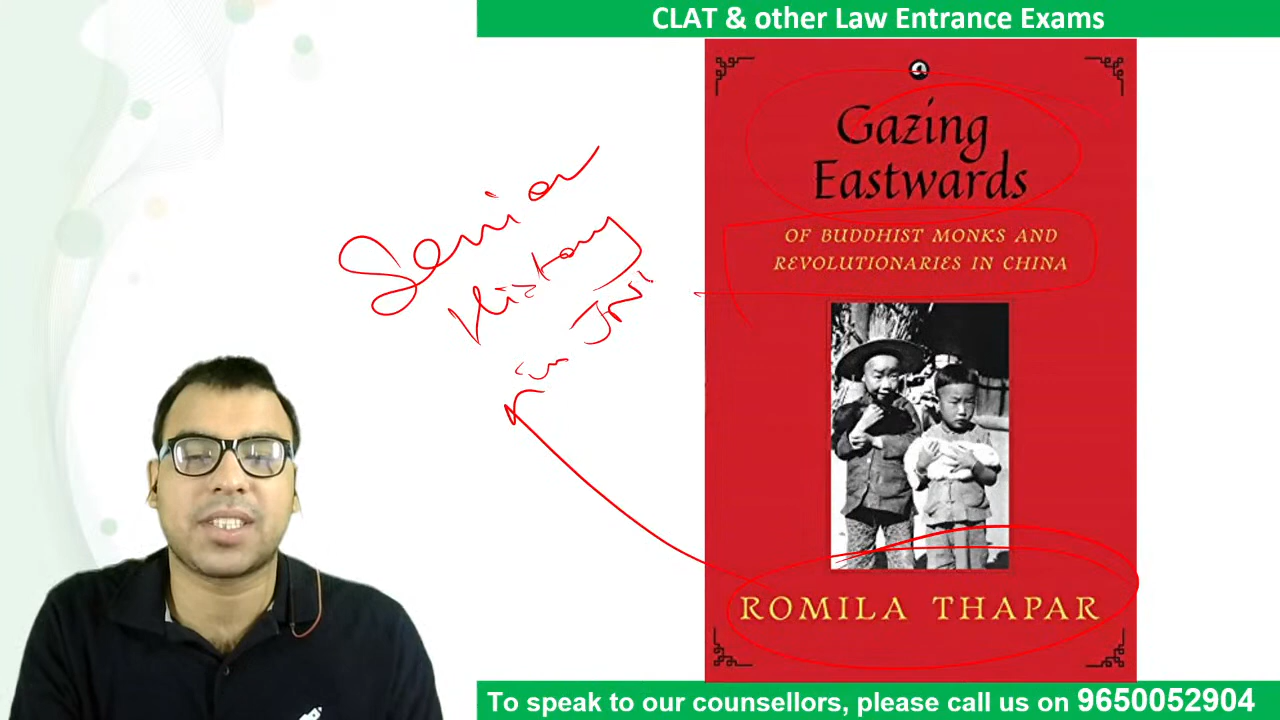 CLAT & other Law Entrance Exams
Gazing
Eastwards
OF BUDDHIST MONKS AND
REVOLUTIONARIES IN CHINA
Senior
History
in JNU
ROMILA THAPAR
To speak to our counsellors, please call us on 9650052904